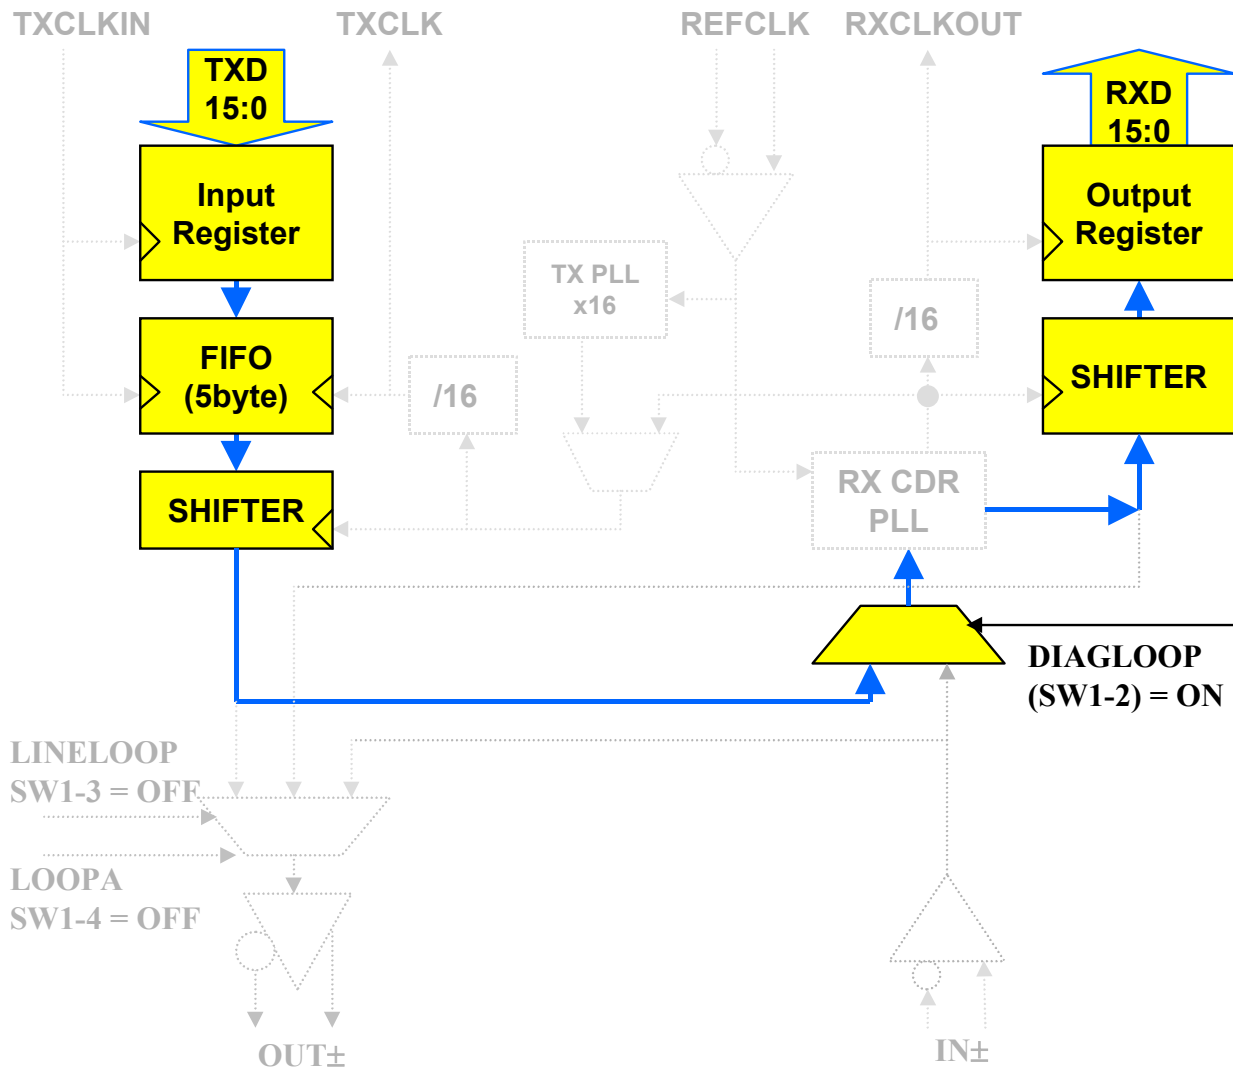 TXCLKIN
TXCLK
REFCLK
RXCLKOUT
TXD
15:0
RXD
15:0
Input
Register
Output
Register
TX PLL
x16
/16
FIFO
(5byte)
/16
SHIFTER
SHIFTER
RX CDR
PLL
DIAGLOOP
(SW1-2) = ON
LINELOOP
SW1-3 = OFF
LOOPA
SW1-4 = OFF
OUT±
IN±